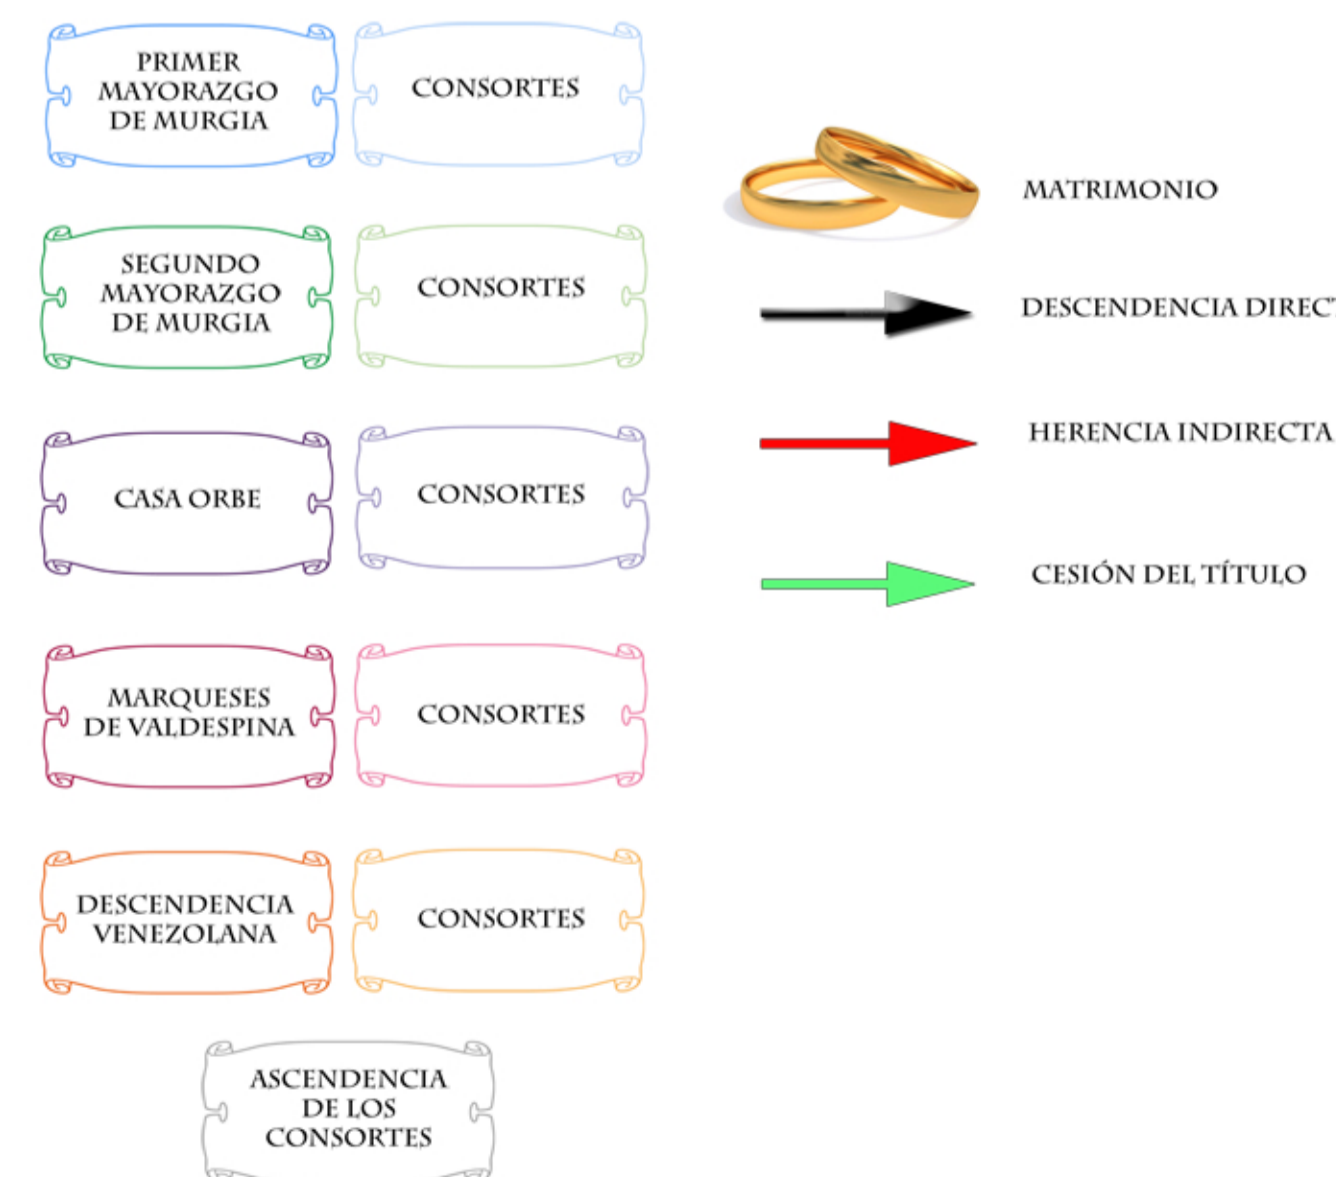 PRIMER
MAYORAZGO
DE MURGIA
CONSORTES
SEGUNDO
MAYORAZGO
DE MURGIA
CONSORTES
CASA ORBE
CONSORTES
MARQUESES
DE VALDESPINA
CONSORTES
DESCENDENCIA
VENEZOLANA
CONSORTES
ASCENDENCIA
DE LOS
CONSORTES
MATRIMONIO
DESCENDENCIA
HERENCIA INDIRECTA
CESIÓN DEL TÍTULO